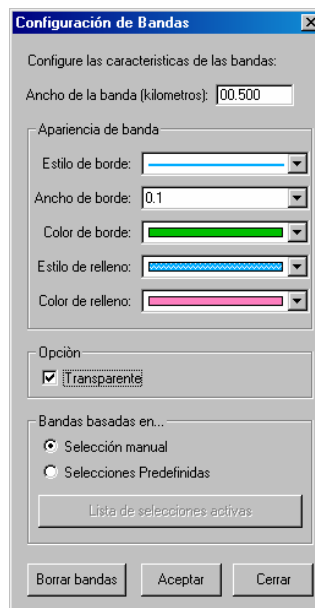 Configuración de Bandas
Configure las caracteristicas de las bandas:
Ancho de la banda (kilometros): 00.500
Apariencia de banda
Estilo de borde:
Ancho de borde: 0.1
Color de borde:
Estilo de relleno:
Color de relleno:
Opciòn
Transparente
Bandas basadas en...
Selección manual
Selecciones Predefinidas
Lista de selecciones activas
Borrar bandas Aceptar Cerrar